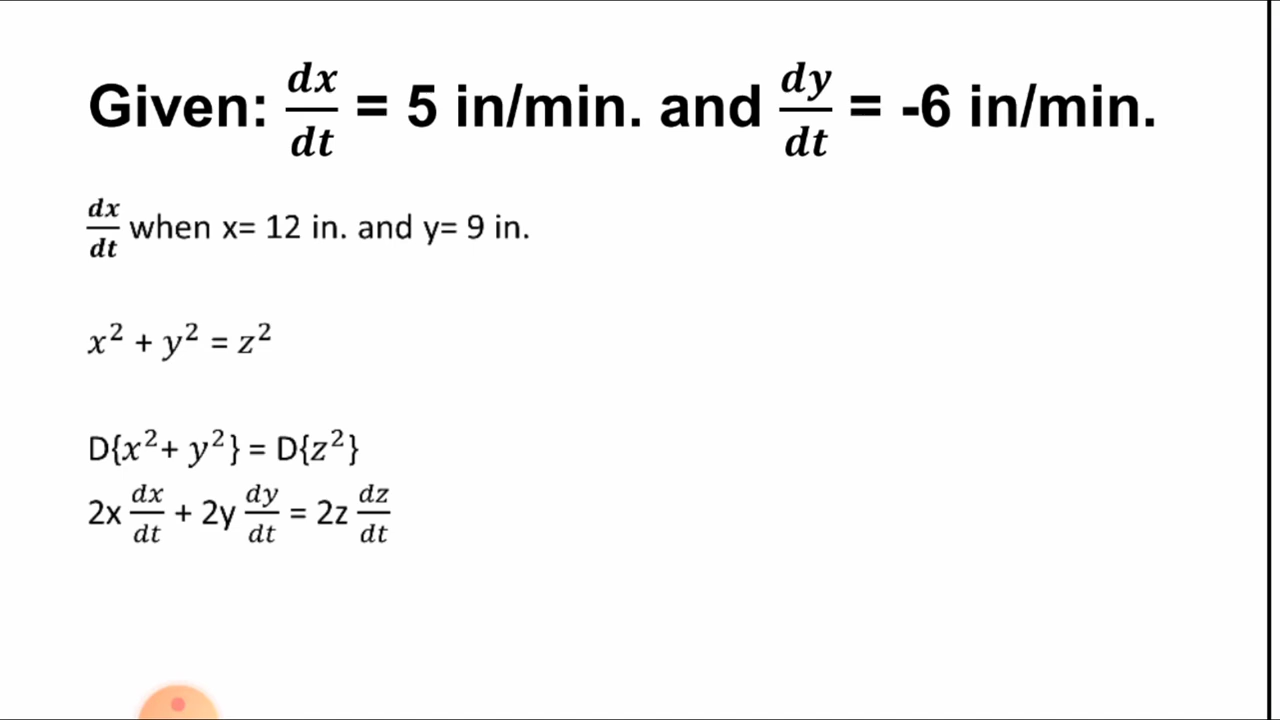 Given: dx/dt = 5 in/min. and dy/dt = -6 in/min.
dx/dt when x= 12 in. and y= 9 in.
x² + y² = z²
D{x²+ y²} = D{z²}
2x dx/dt + 2y dy/dt = 2z dz/dt